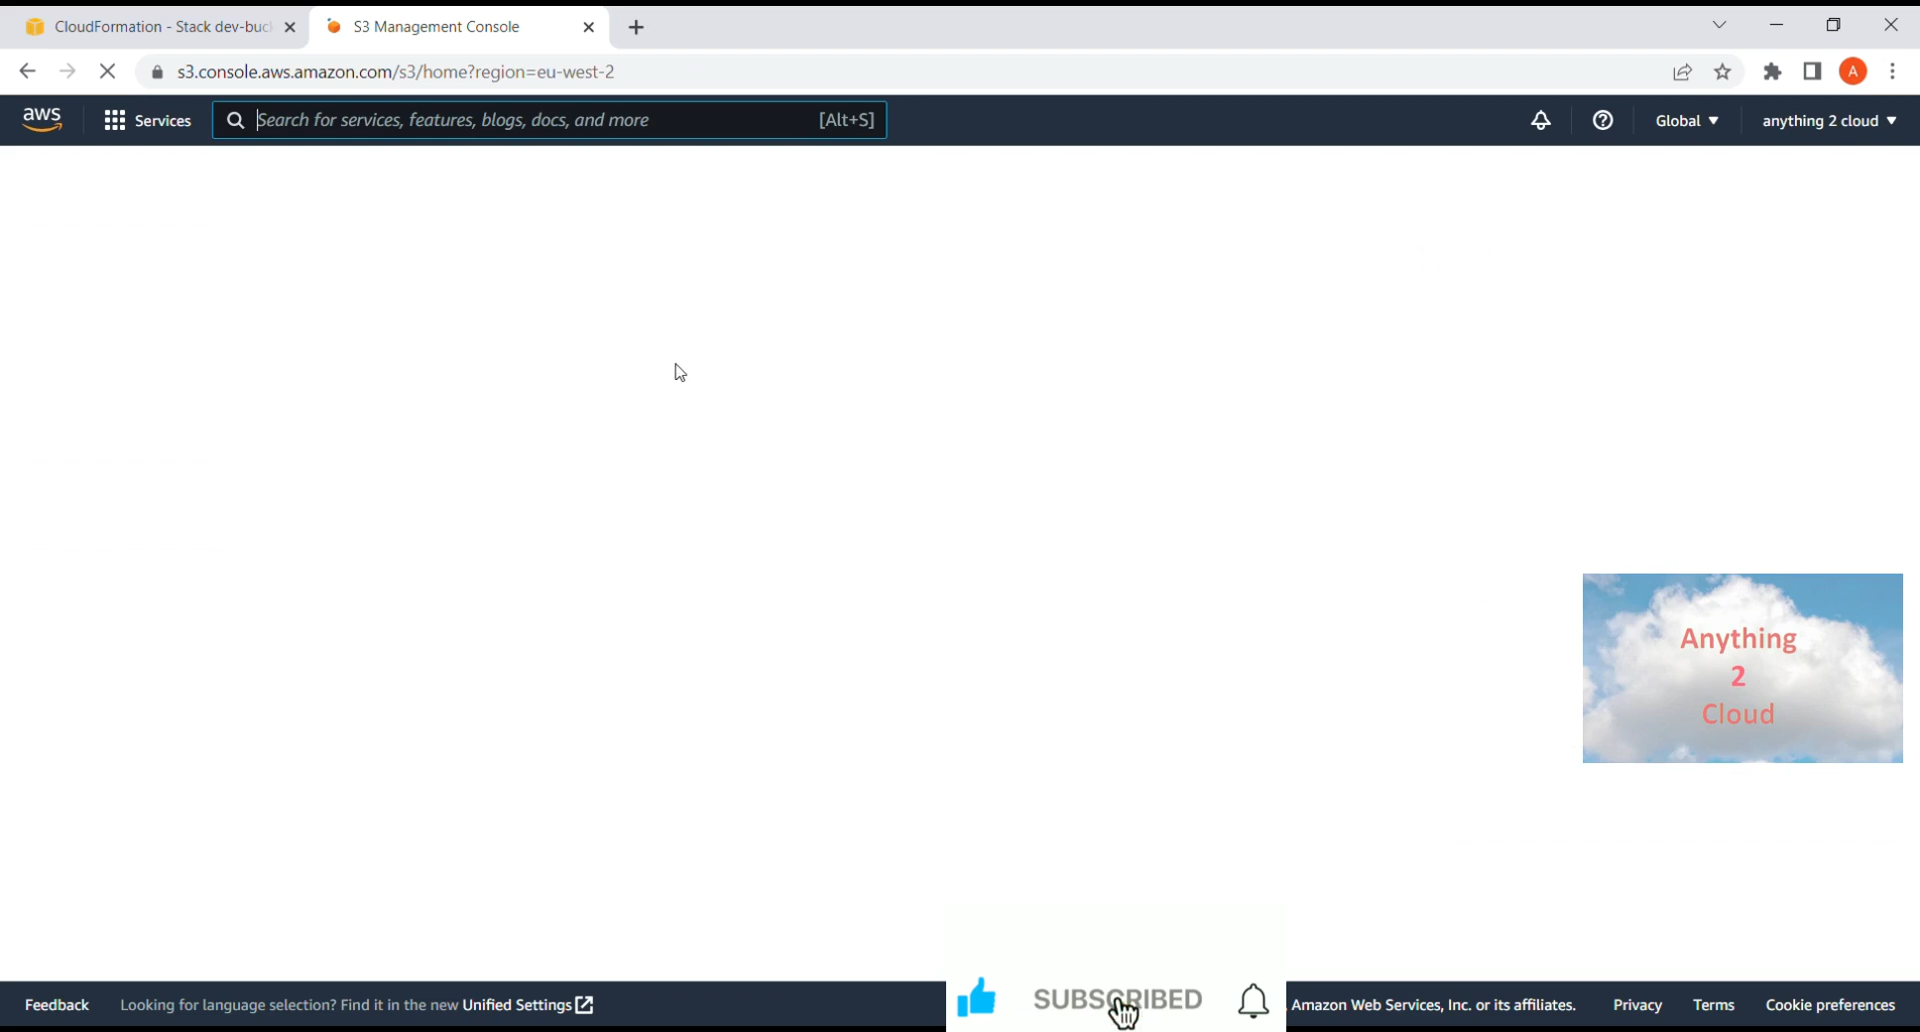 CloudFormation - Stack dev-buc
S3 Management Console
s3.console.aws.amazon.com/s3/home?region=eu-west-2
aws
Services
Search for services, features, blogs, docs, and more
[Alt+S]
Global
anything 2 cloud
A
Anything
2
Cloud
Feedback
Looking for language selection? Find it in the new Unified Settings
SUBSCRIBED
Amazon Web Services, Inc. or its affiliates.
Privacy
Terms
Cookie preferences